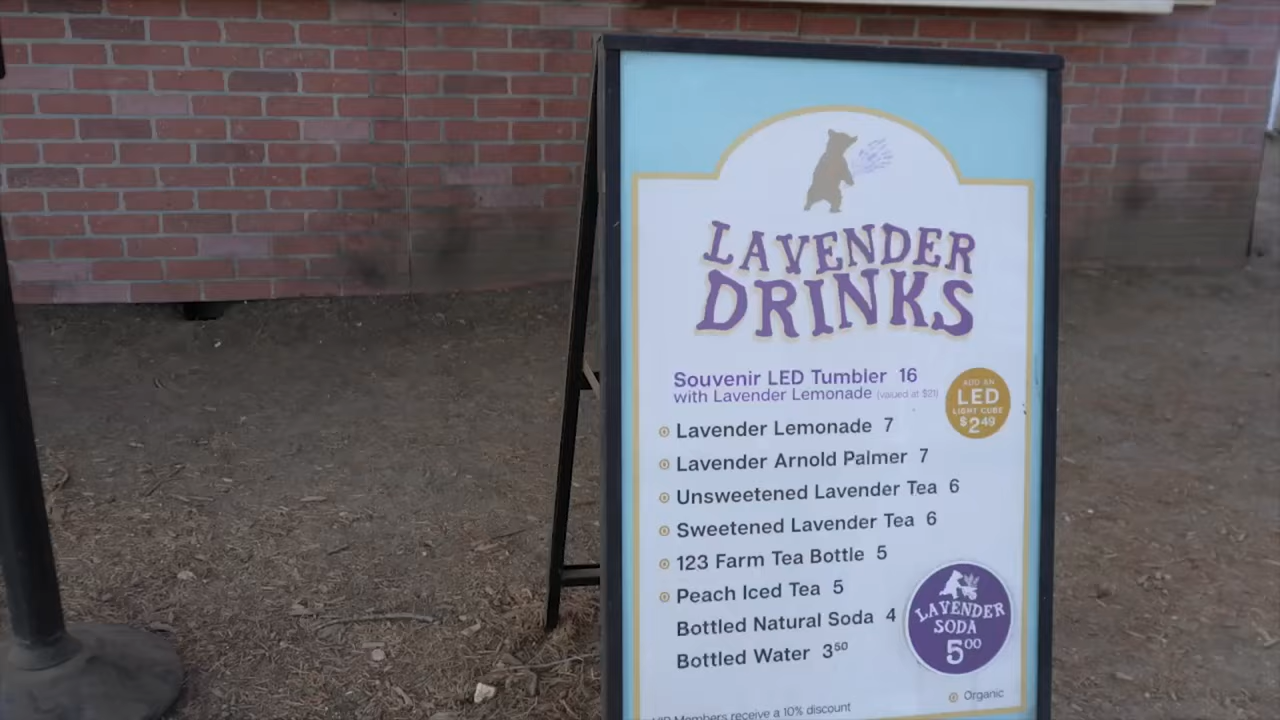 LAVENDER
DRINKS
Souvenir LED Tumbler 16
with Lavender Lemonade (valued at $21)
ADD AN
LED
LIGHT CUBE
$2 49
Lavender Lemonade 7
Lavender Arnold Palmer 7
Unsweetened Lavender Tea 6
Sweetened Lavender Tea 6
123 Farm Tea Bottle 5
Peach Iced Tea 5
Bottled Natural Soda 4
Bottled Water 3 50
LAVENDER
SODA
5 00
Organic
VIP Members receive a 10% discount